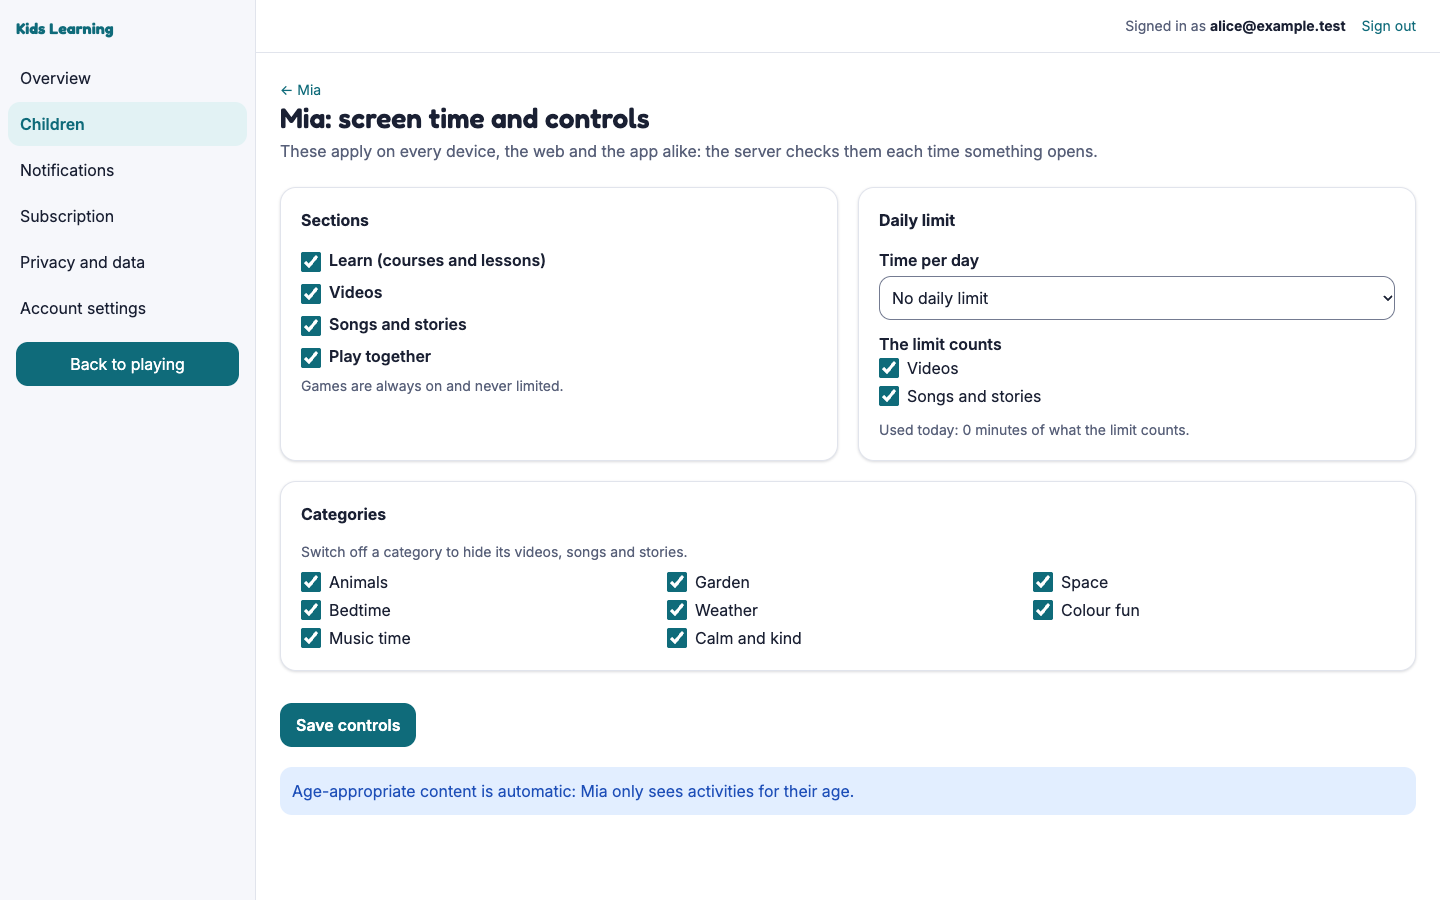 Kids Learning
Overview
Children
Notifications
Subscription
Privacy and data
Account settings
Back to playing
Signed in as alice@example.test
Sign out
← Mia
Mia: screen time and controls
These apply on every device, the web and the app alike: the server checks them each time something opens.
Sections
Learn (courses and lessons)
Videos
Songs and stories
Play together
Games are always on and never limited.
Daily limit
Time per day
No daily limit
The limit counts
Videos
Songs and stories
Used today: 0 minutes of what the limit counts.
Categories
Switch off a category to hide its videos, songs and stories.
Animals
Garden
Space
Bedtime
Weather
Colour fun
Music time
Calm and kind
Save controls
Age-appropriate content is automatic: Mia only sees activities for their age.